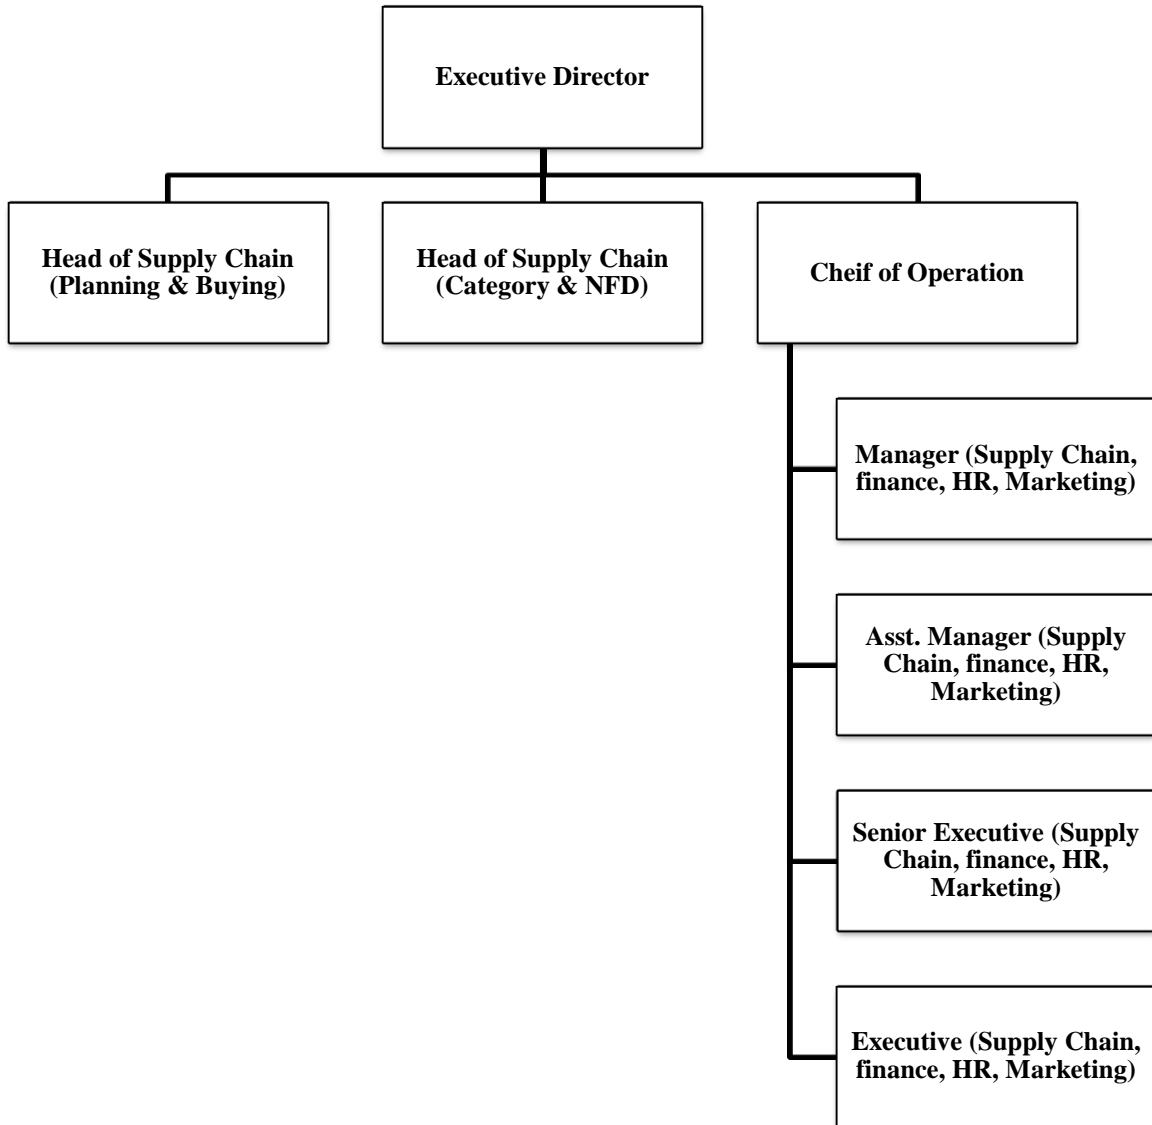 Executive Director
Head of Supply Chain
(Planning & Buying)
Head of Supply Chain
(Category & NFD)
Cheif of Operation
Manager (Supply Chain,
finance, HR, Marketing)
Asst. Manager (Supply
Chain, finance, HR,
Marketing)
Senior Executive (Supply
Chain, finance, HR,
Marketing)
Executive (Supply Chain,
finance, HR, Marketing)